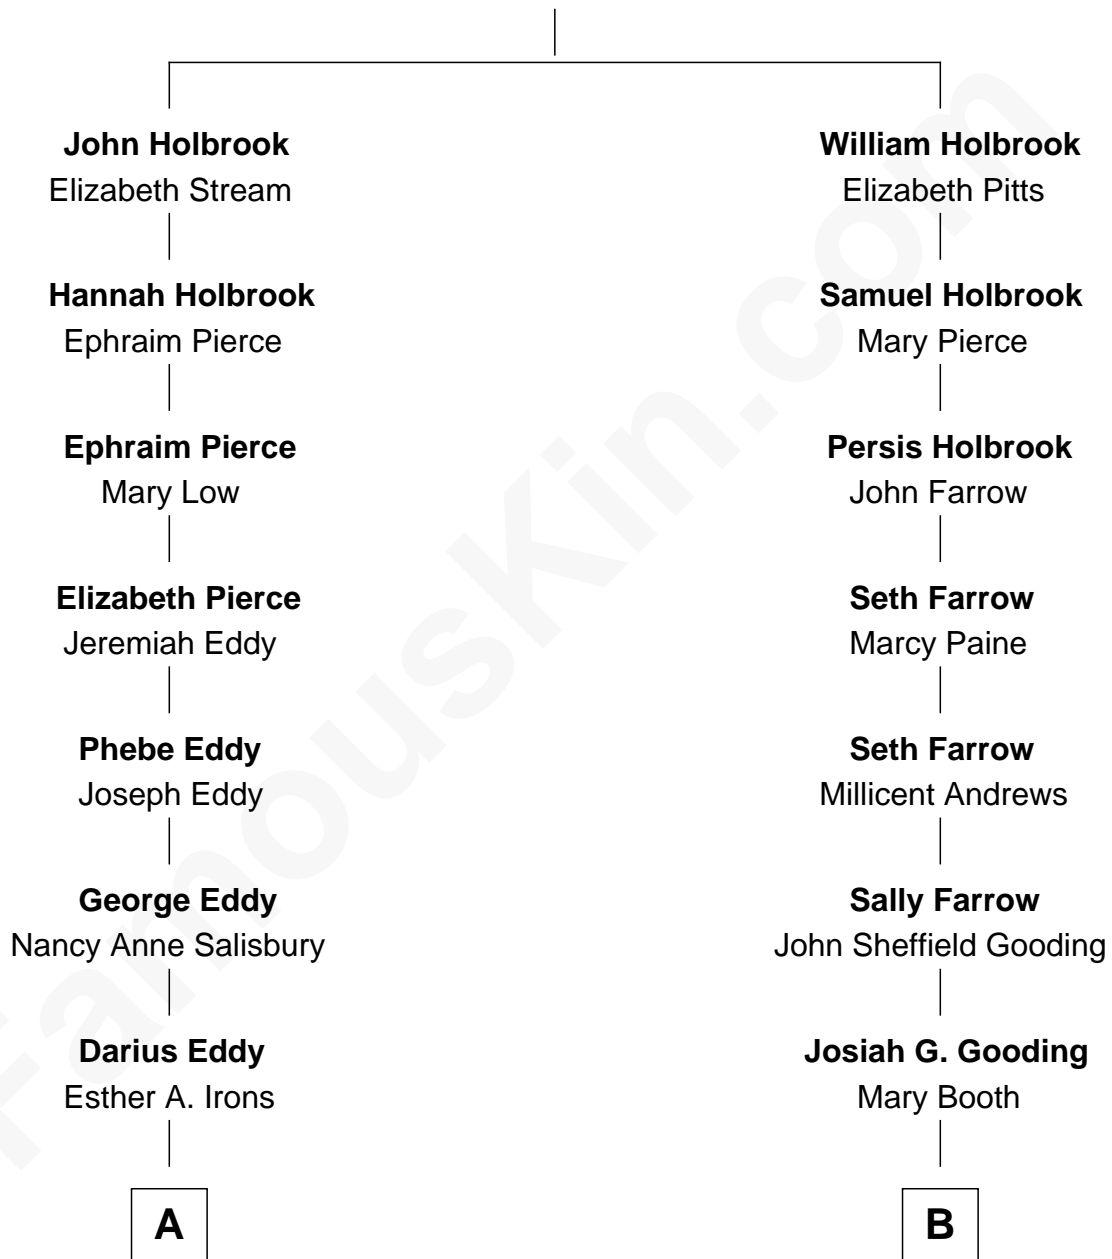 John Holbrook
Elizabeth Stream
William Holbrook
Elizabeth Pitts
Hannah Holbrook
Ephraim Pierce
Samuel Holbrook
Mary Pierce
Ephraim Pierce
Mary Low
Persis Holbrook
John Farrow
Elizabeth Pierce
Jeremiah Eddy
Seth Farrow
Marcy Paine
Phebe Eddy
Joseph Eddy
Seth Farrow
Millicent Andrews
George Eddy
Nancy Anne Salisbury
Sally Farrow
John Sheffield Gooding
Darius Eddy
Esther A. Irons
Josiah G. Gooding
Mary Booth
A
B
FamousKin.com